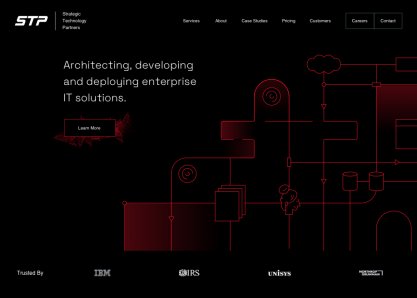 STP
Strategic
Technology
Partners
Services About Case Studies Pricing Customers Careers Contact
Architecting, developing
and deploying enterprise
IT solutions.
Learn More
Trusted By IBM IRS UNISYS NORTHROP GRUMMAN